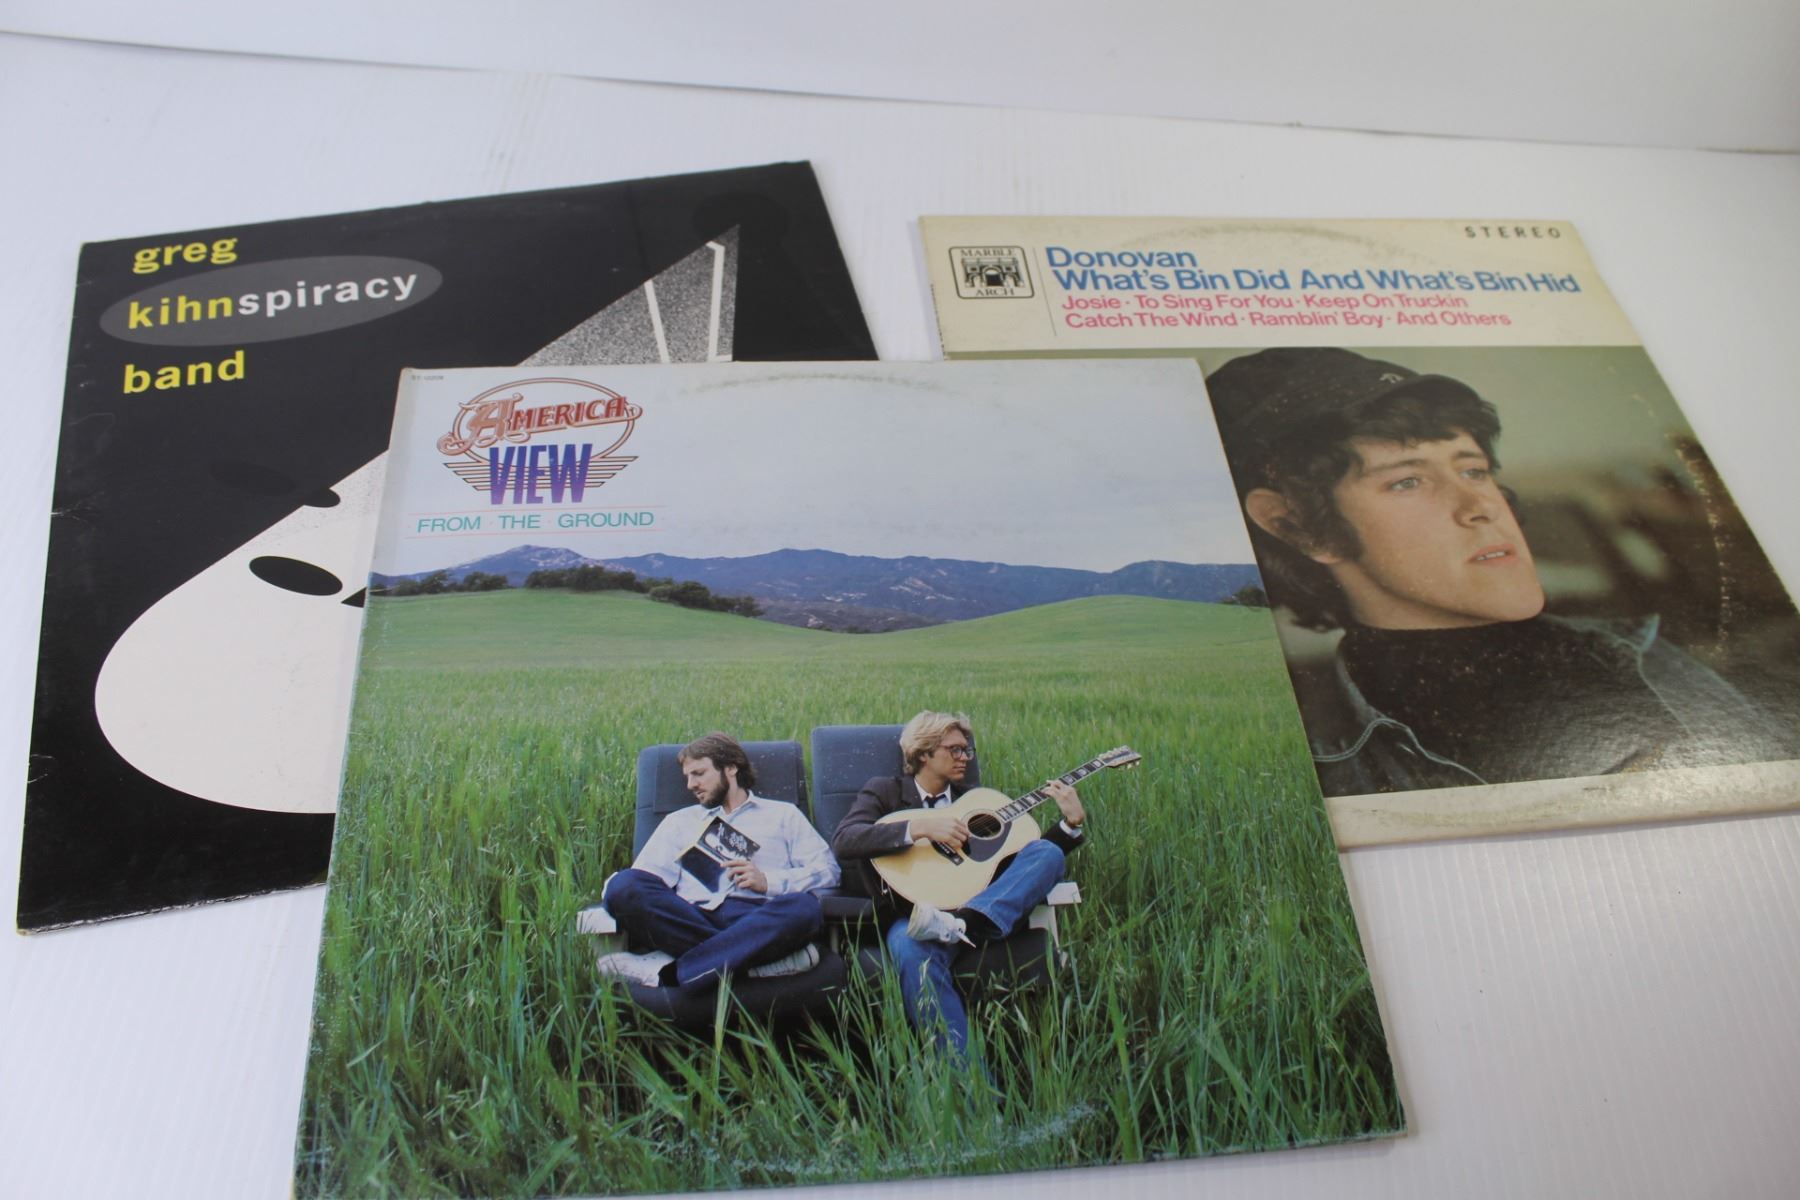 greg
kihnspiracy
band
MARBLE
ARCH
STEREO
Donovan
What's Bin Did And What's Bin Hid
Josie · To Sing For You · Keep On Truckin
Catch The Wind · Ramblin' Boy · And Others
AMERICA
VIEW
FROM · THE · GROUND